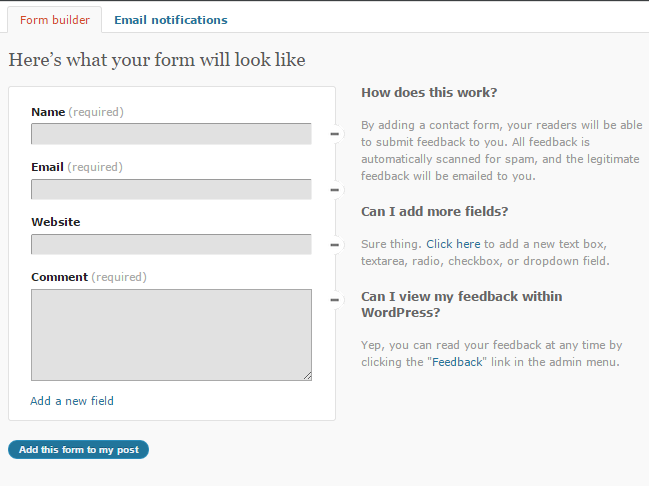 Form builder
Email notifications
Here's what your form will look like
Name (required)
Email (required)
Website
Comment (required)
Add a new field
Add this form to my post
How does this work?
By adding a contact form, your readers will be able
to submit feedback to you. All feedback is
automatically scanned for spam, and the legitimate
feedback will be emailed to you.
Can I add more fields?
Sure thing. Click here to add a new text box,
textarea, radio, checkbox, or dropdown field.
Can I view my feedback within
WordPress?
Yep, you can read your feedback at any time by
clicking the "Feedback" link in the admin menu.